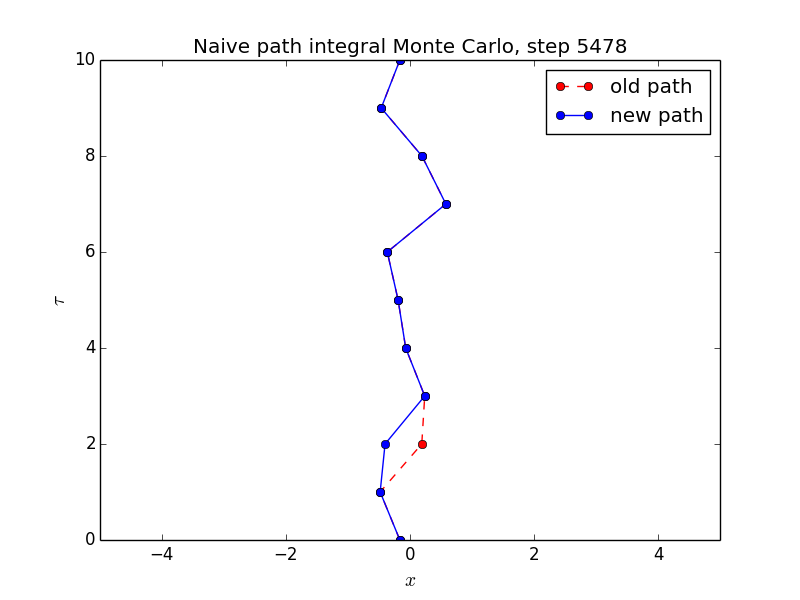 Naive path integral Monte Carlo, step 5478
10
old path
new path
8
6
τ
4
2
0
−4 −2 0 2 4
x